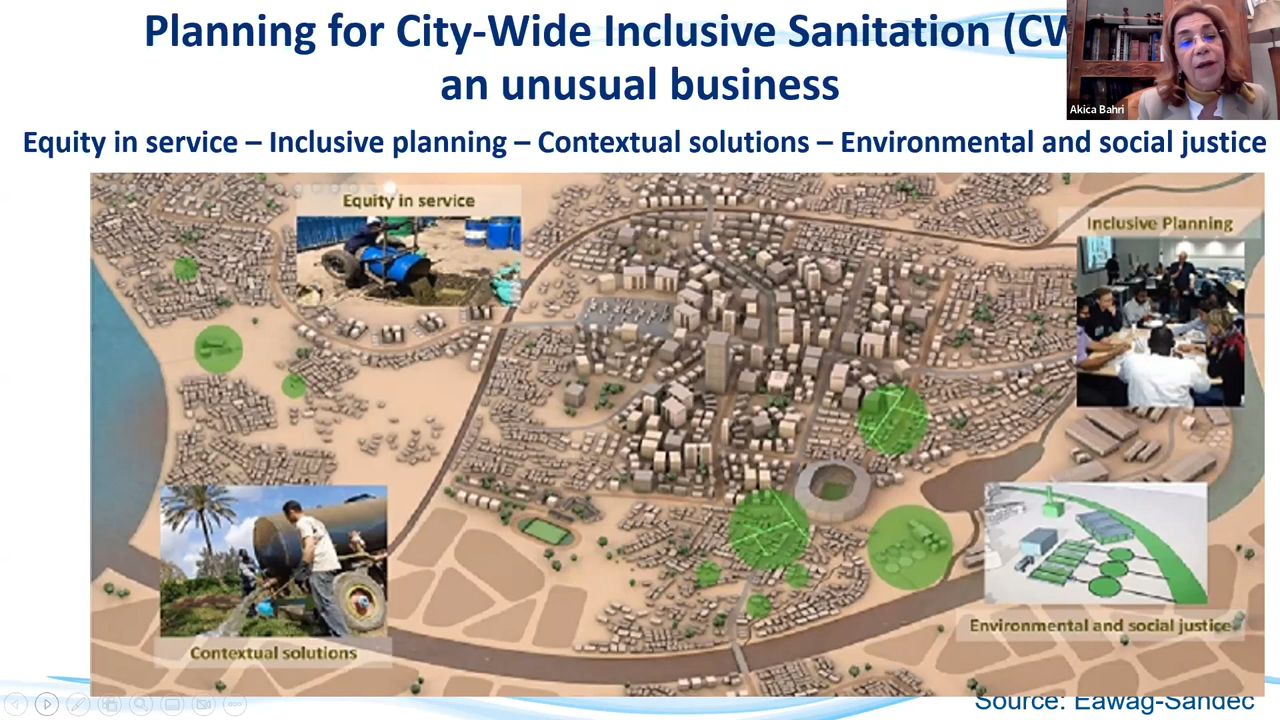 Planning for City-Wide Inclusive Sanitation (CW
an unusual business
Akica Bahri
Equity in service – Inclusive planning – Contextual solutions – Environmental and social justice
Equity in service
Inclusive Planning
Environmental and social justice
Contextual solutions
Source: Eawag-Sandec